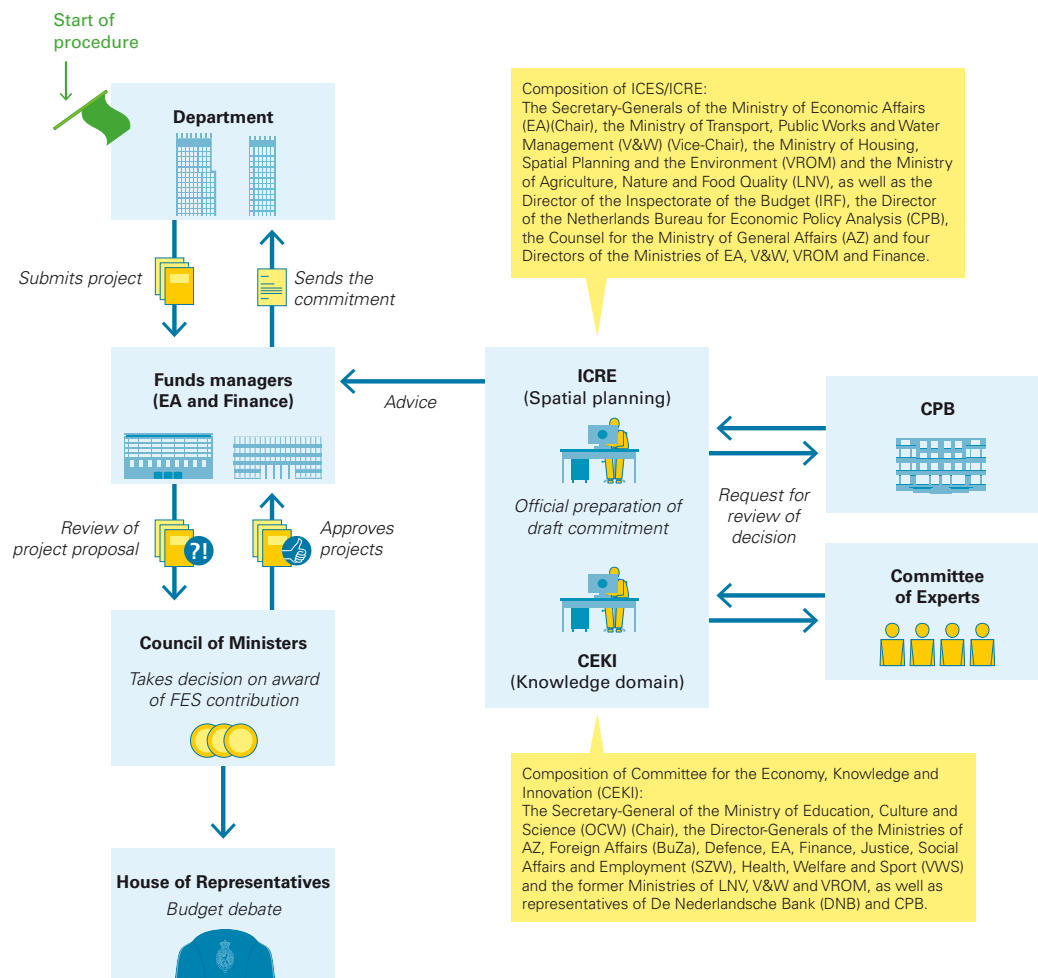 Start of
procedure
Department
Submits project
Sends the
commitment
Funds managers
(EA and Finance)
Advice
Review of
project proposal
?!
Approves
projects
Council of Ministers
Takes decision on award
of FES contribution
House of Representatives
Budget debate
Composition of ICES/ICRE:
The Secretary-Generals of the Ministry of Economic Affairs
(EA)(Chair), the Ministry of Transport, Public Works and Water
Management (V&W) (Vice-Chair), the Ministry of Housing,
Spatial Planning and the Environment (VROM) and the Ministry
of Agriculture, Nature and Food Quality (LNV), as well as the
Director of the Inspectorate of the Budget (IRF), the Director
of the Netherlands Bureau for Economic Policy Analysis (CPB),
the Counsel for the Ministry of General Affairs (AZ) and four
Directors of the Ministries of EA, V&W, VROM and Finance.
ICRE
(Spatial planning)
Official preparation of
draft commitment
CEKI
(Knowledge domain)
Request for
review of
decision
CPB
Committee
of Experts
Composition of Committee for the Economy, Knowledge and
Innovation (CEKI):
The Secretary-General of the Ministry of Education, Culture and
Science (OCW) (Chair), the Director-Generals of the Ministries of
AZ, Foreign Affairs (BuZa), Defence, EA, Finance, Justice, Social
Affairs and Employment (SZW), Health, Welfare and Sport (VWS)
and the former Ministries of LNV, V&W and VROM, as well as
representatives of De Nederlandsche Bank (DNB) and CPB.